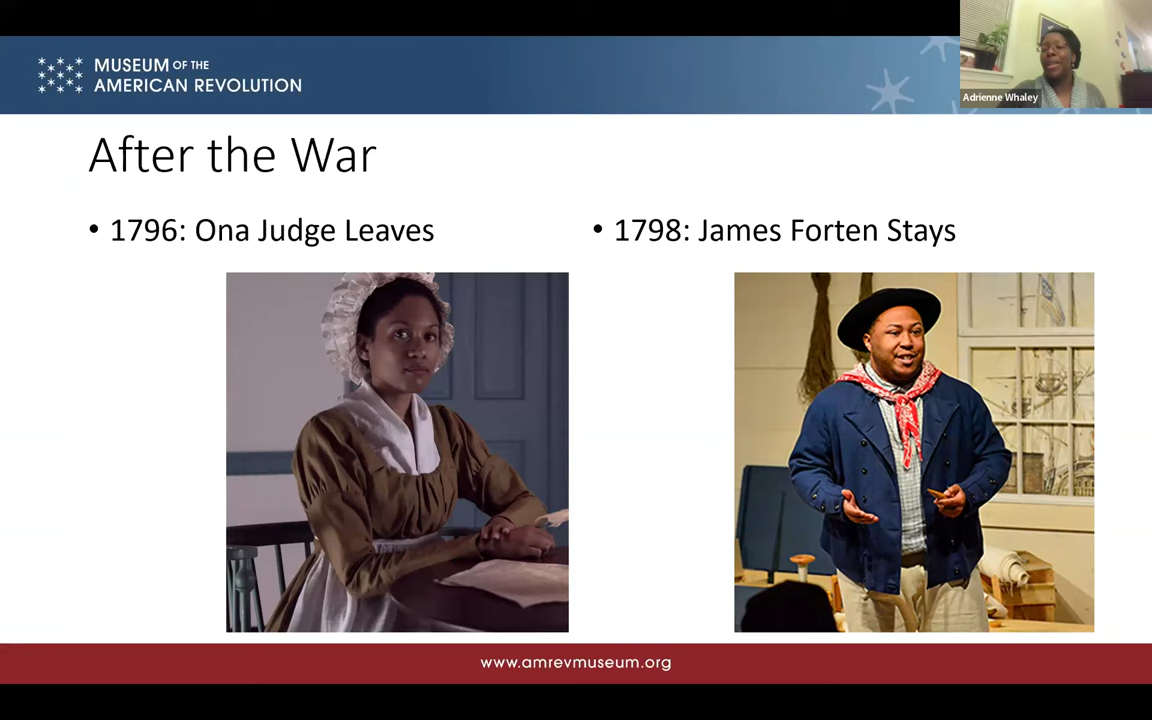 MUSEUM OF THE
AMERICAN REVOLUTION
Adrienne Whaley
After the War
• 1796: Ona Judge Leaves
• 1798: James Forten Stays
www.amrevmuseum.org